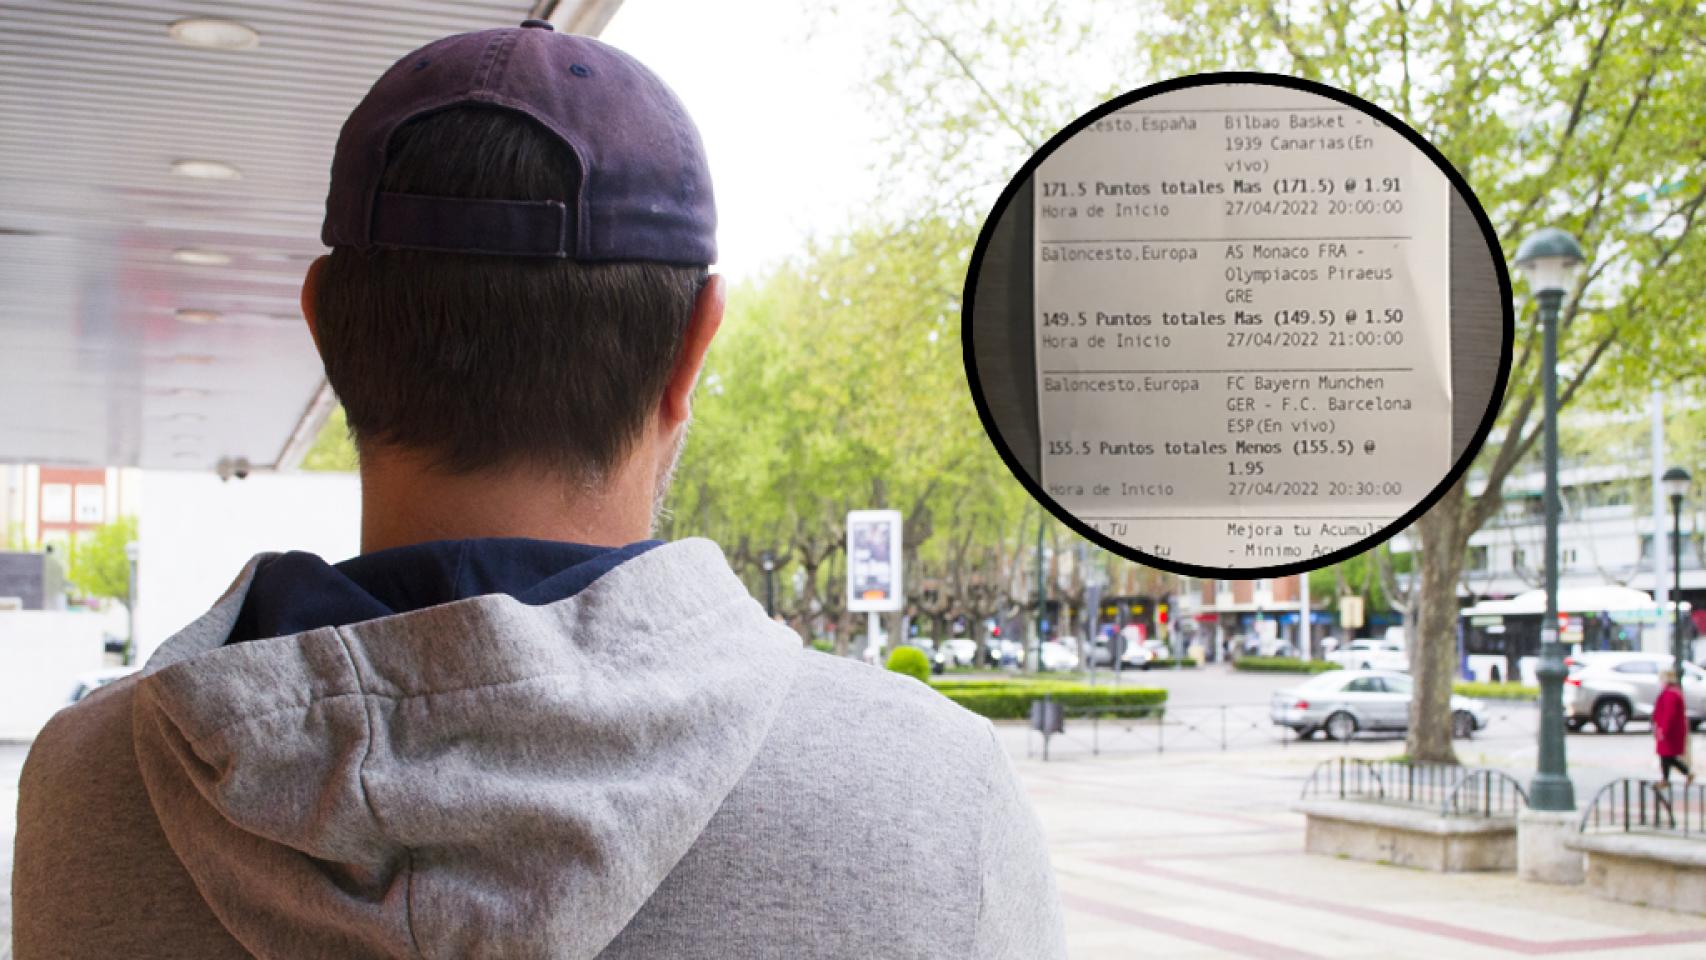 Bilbao Basket -
1939 Canarias(En
vivo)
171.5 Puntos totales Mas (171.5) @ 1.91
Hora de Inicio 27/04/2022 20:00:00
Baloncesto,Europa AS Monaco FRA -
Olympiacos Piraeus
GRE
149.5 Puntos totales Mas (149.5) @ 1.50
Hora de Inicio 27/04/2022 21:00:00
Baloncesto,Europa FC Bayern Munchen
GER - F.C. Barcelona
ESP(En vivo)
155.5 Puntos totales Menos (155.5) @
1.95
Hora de Inicio 27/04/2022 20:30:00
TU Mejora tu
tu - Minimo